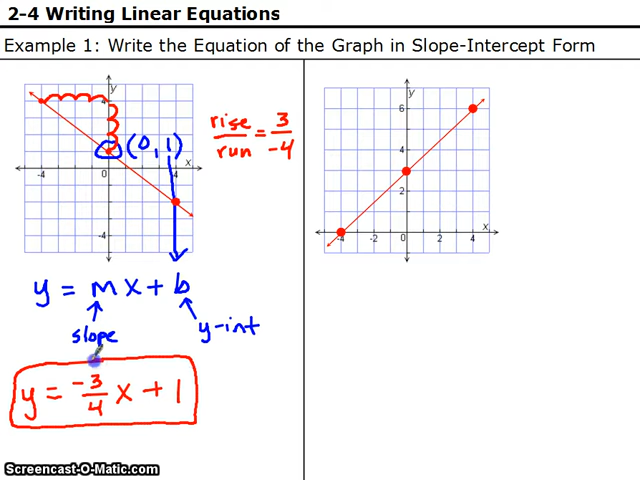 2-4 Writing Linear Equations
Example 1: Write the Equation of the Graph in Slope-Intercept Form
y
4
(0, 1)
x
-4
0
4
-4
rise/run = 3/-4
y = mx + b
slope
y-int
y = -3/4 x + 1
y
6
4
2
x
-4
-2
0
2
4
Screencast-O-Matic.com